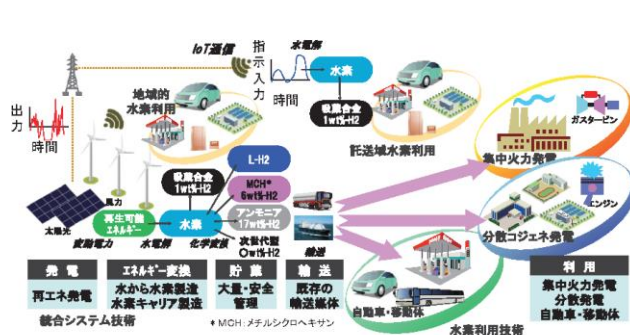 IoT通信
指示入力
水電解
時間
水素
吸蔵合金
1wt%-H2
託送域水素利用
出力
時間
地域的
水素利用
ガスタービン
集中火力発電
L-H2
吸蔵合金
1wt%-H2
MCH*
6wt%-H2
アンモニア
17wt%-H2
次世代型
〇wt%-H2
風力
太陽光
再生可能
エネルギー
水素
変動電力
水電解
化学変換
輸送
エンジン
分散コジェネ発電
自動車・移動体
発電
再エネ発電
エネルギー変換
水から水素製造
水素キャリア製造
貯蔵
大量・安全
管理
輸送
既存の
輸送媒体
利用
集中火力発電
分散発電
自動車・移動体
統合システム技術
* MCH:メチルシクロヘキサン
水素利用技術